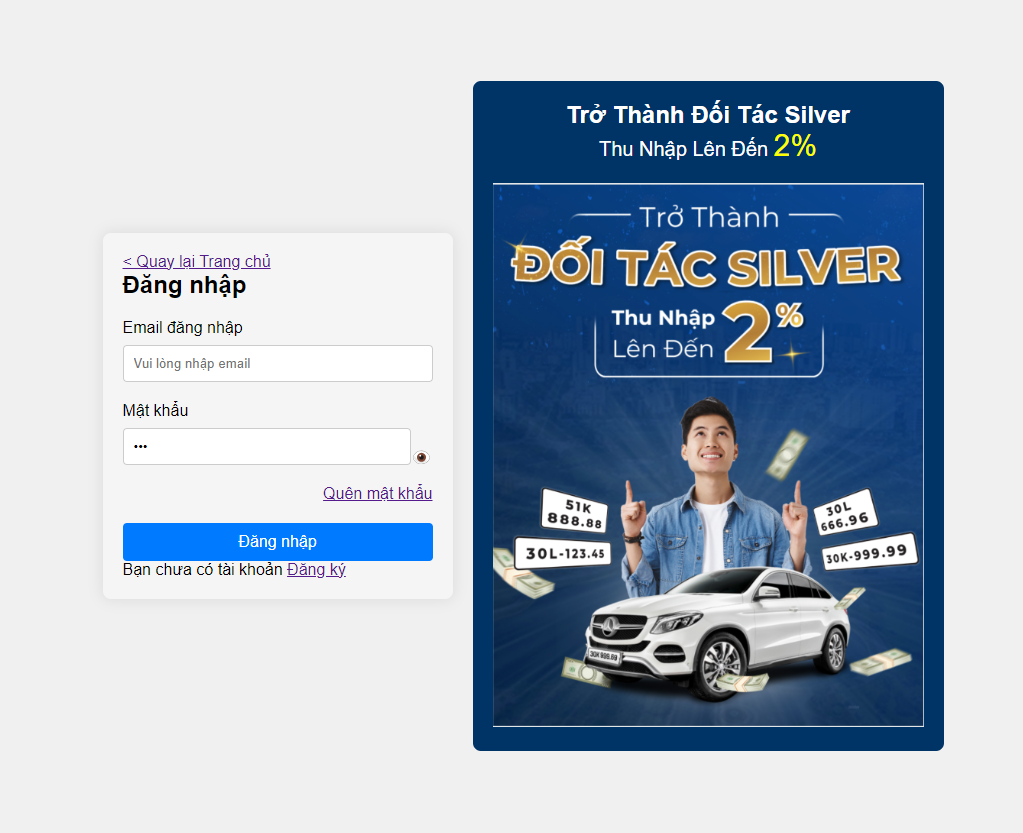 < Quay lại Trang chủ
Đăng nhập
Email đăng nhập
Vui lòng nhập email
Mật khẩu
•••
Quên mật khẩu
Đăng nhập
Bạn chưa có tài khoản Đăng ký
Trở Thành Đối Tác Silver
Thu Nhập Lên Đến 2%
Trở Thành
ĐỐI TÁC SILVER
Thu Nhập
Lên Đến 2%
51K
888.88
30L-123.45
30L
666.96
30K-999.99
30K 999.99